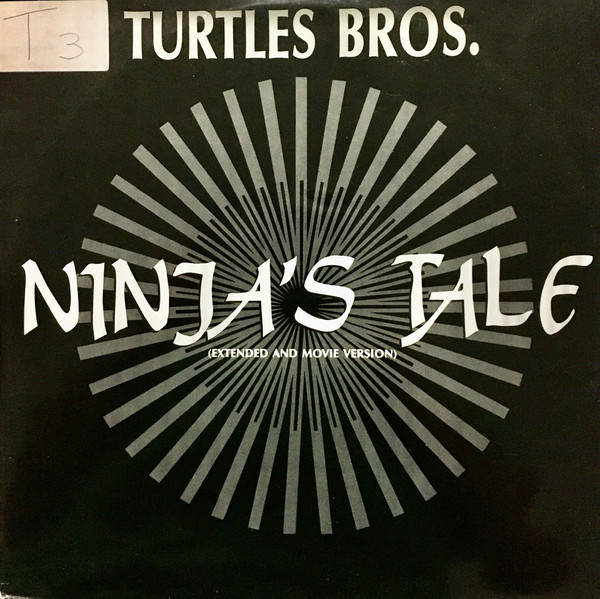 T3
TURTLES BROS.
NINJA'S TALE
(EXTENDED AND MOVIE VERSION)